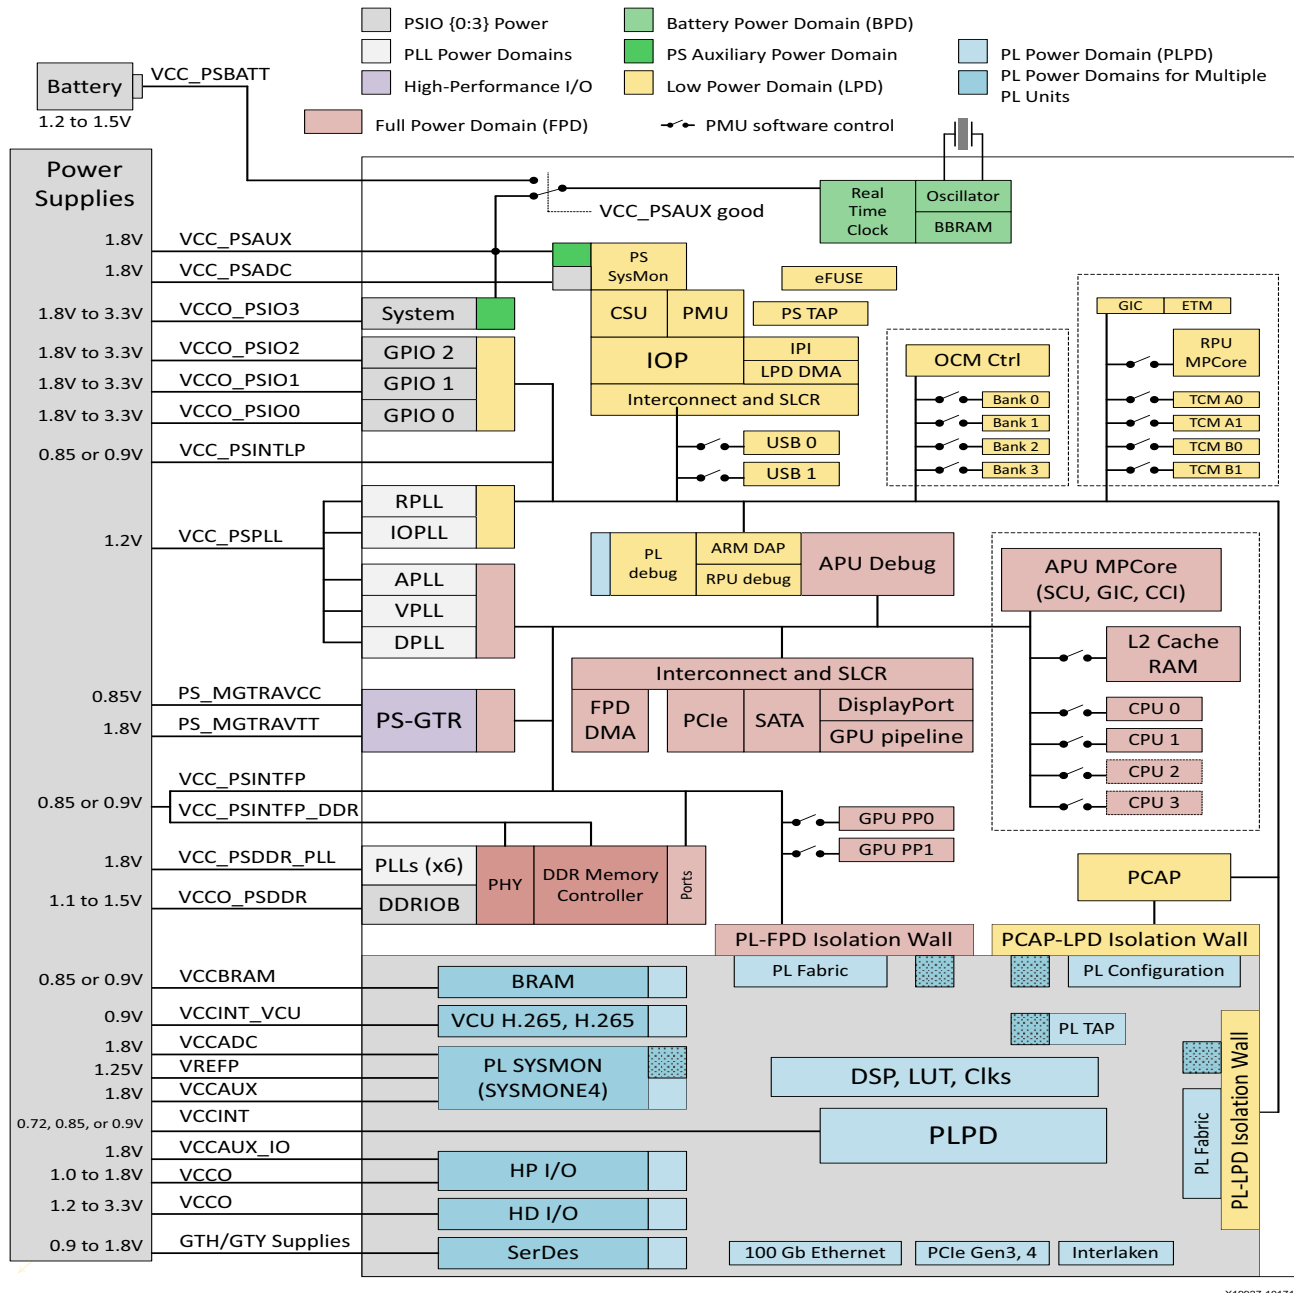 PSIO {0:3} Power
PLL Power Domains
High-Performance I/O
Full Power Domain (FPD)
Battery Power Domain (BPD)
PS Auxiliary Power Domain
Low Power Domain (LPD)
PMU software control
PL Power Domain (PLPD)
PL Power Domains for Multiple
PL Units
Battery
VCC_PSBATT
1.2 to 1.5V
Power
Supplies
VCC_PSAUX good
Real
Time
Clock
Oscillator
BBRAM
1.8V VCC_PSAUX
1.8V VCC_PSADC
1.8V to 3.3V VCCO_PSIO3
1.8V to 3.3V VCCO_PSIO2
1.8V to 3.3V VCCO_PSIO1
1.8V to 3.3V VCCO_PSIO0
0.85 or 0.9V VCC_PSINTLP
1.2V VCC_PSPLL
System
GPIO 2
GPIO 1
GPIO 0
RPLL
IOPLL
APLL
VPLL
DPLL
PS
SysMon
CSU
PMU
IOP
IPI
LPD DMA
Interconnect and SLCR
eFUSE
PS TAP
USB 0
USB 1
OCM Ctrl
Bank 0
Bank 1
Bank 2
Bank 3
GIC
ETM
RPU
MPCore
TCM A0
TCM A1
TCM B0
TCM B1
PL
debug
ARM DAP
RPU debug
APU Debug
APU MPCore
(SCU, GIC, CCI)
L2 Cache
RAM
CPU 0
CPU 1
CPU 2
CPU 3
Interconnect and SLCR
FPD
DMA
PCIe
SATA
DisplayPort
GPU pipeline
0.85V PS_MGTRAVCC
1.8V PS_MGTRAVTT
PS-GTR
0.85 or 0.9V
VCC_PSINTFP
VCC_PSINTFP_DDR
1.8V VCC_PSDDR_PLL
1.1 to 1.5V VCCO_PSDDR
PLLs (x6)
DDRIOB
PHY
DDR Memory
Controller
Ports
GPU PP0
GPU PP1
PCAP
PL-FPD Isolation Wall
PCAP-LPD Isolation Wall
0.85 or 0.9V VCCBRAM
0.9V VCCINT_VCU
1.8V VCCADC
1.25V VREFP
1.8V VCCAUX
0.72, 0.85, or 0.9V VCCINT
1.8V VCCAUX_IO
1.0 to 1.8V VCCO
1.2 to 3.3V VCCO
0.9 to 1.8V GTH/GTY Supplies
BRAM
VCU H.265, H.265
PL SYSMON
(SYSMONE4)
HP I/O
HD I/O
SerDes
PL Fabric
PL Configuration
PL TAP
DSP, LUT, Clks
PLPD
PL Fabric
PL-LPD Isolation Wall
100 Gb Ethernet
PCIe Gen3, 4
Interlaken